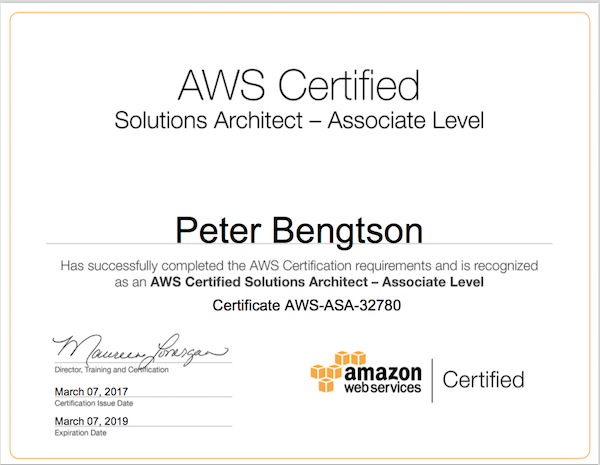 AWS Certified
Solutions Architect – Associate Level
Peter Bengtson
Has successfully completed the AWS Certification requirements and is recognized
as an AWS Certified Solutions Architect – Associate Level
Certificate AWS-ASA-32780
Maureen Lonergan
Director, Training and Certification
March 07, 2017
Certification Issue Date
March 07, 2019
Expiration Date
amazon
web services
Certified